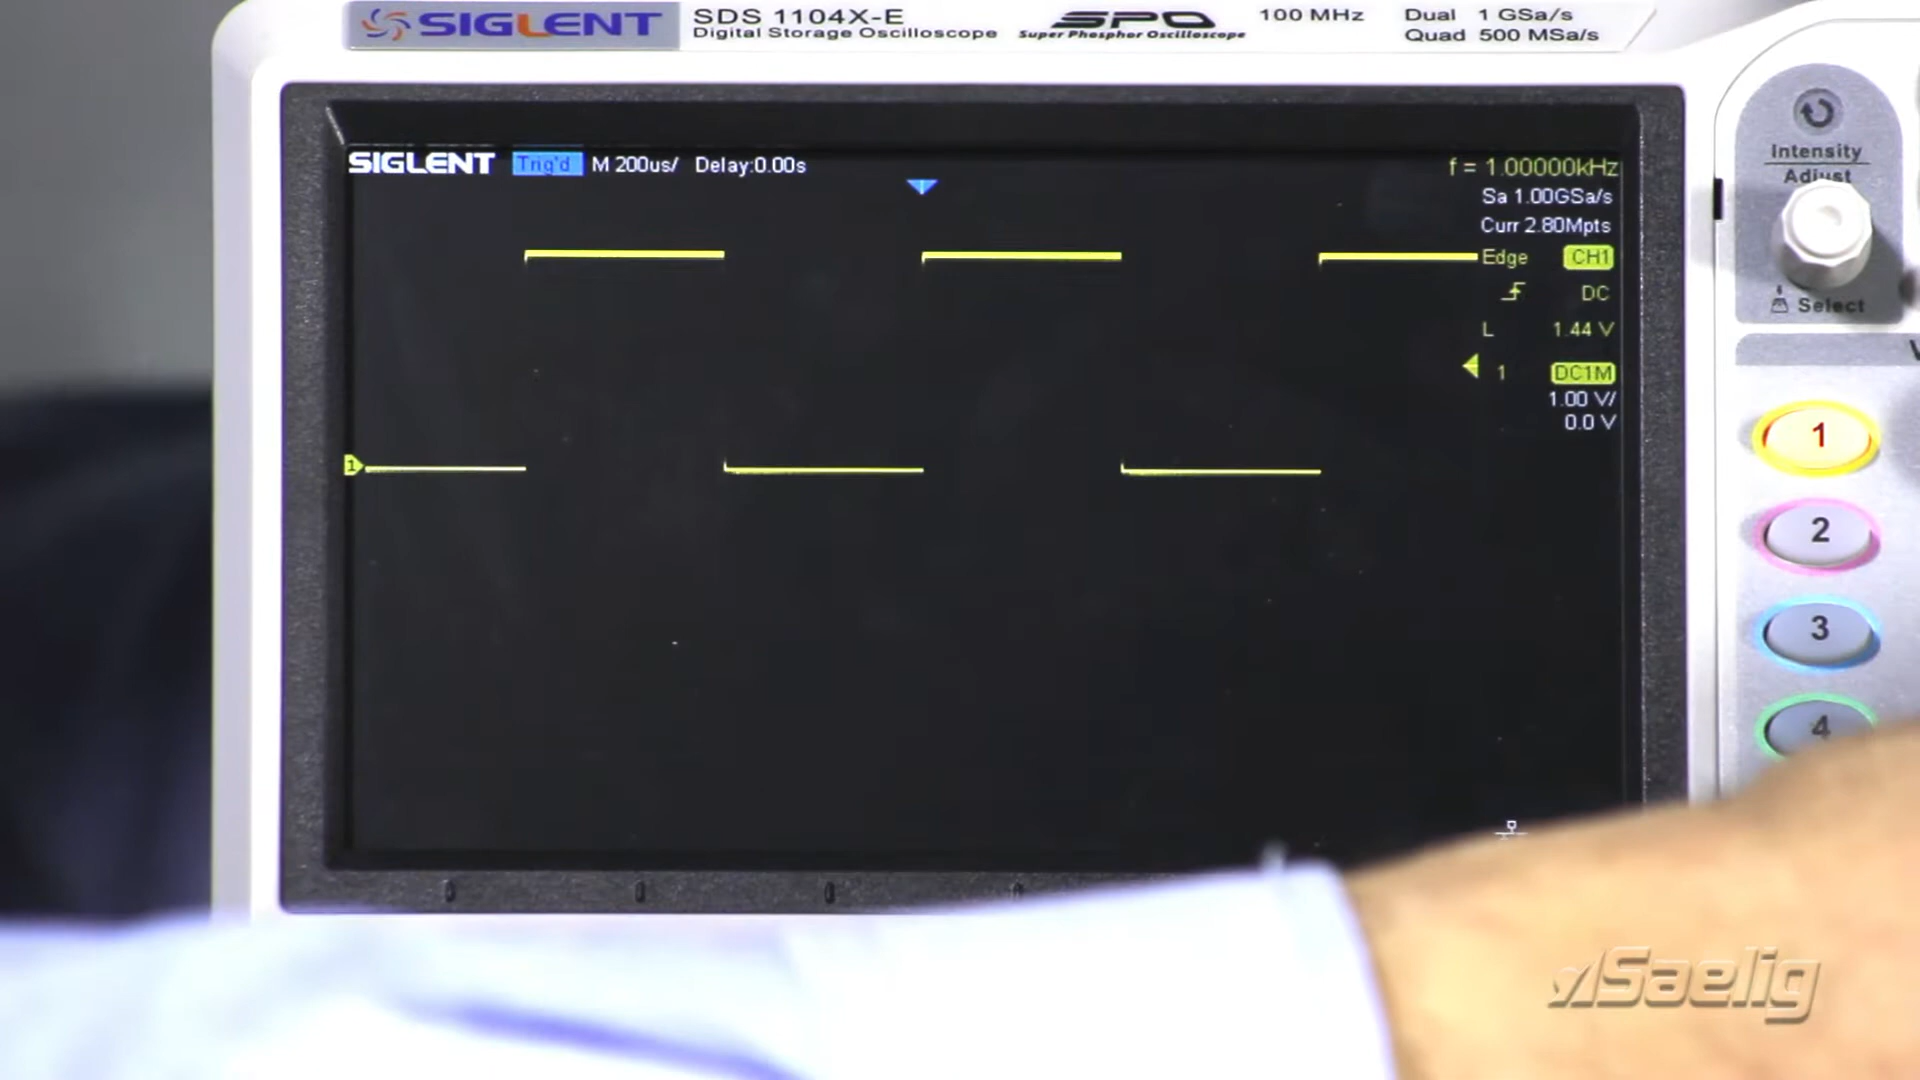 SIGLENT
SDS 1104X-E
Digital Storage Oscilloscope
SPO
Super Phosphor Oscilloscope
100 MHz
Dual 1 GSa/s
Quad 500 MSa/s
SIGLENT Trig'd M 200us/ Delay:0.00s
f = 1.00000kHz
Sa 1.00GSa/s
Curr 2.80Mpts
Edge CH1
DC
L 1.44 V
1 DC1M
1.00 V/
0.0 V
1
Intensity
Adjust
Select
1
2
3
4
Saelig